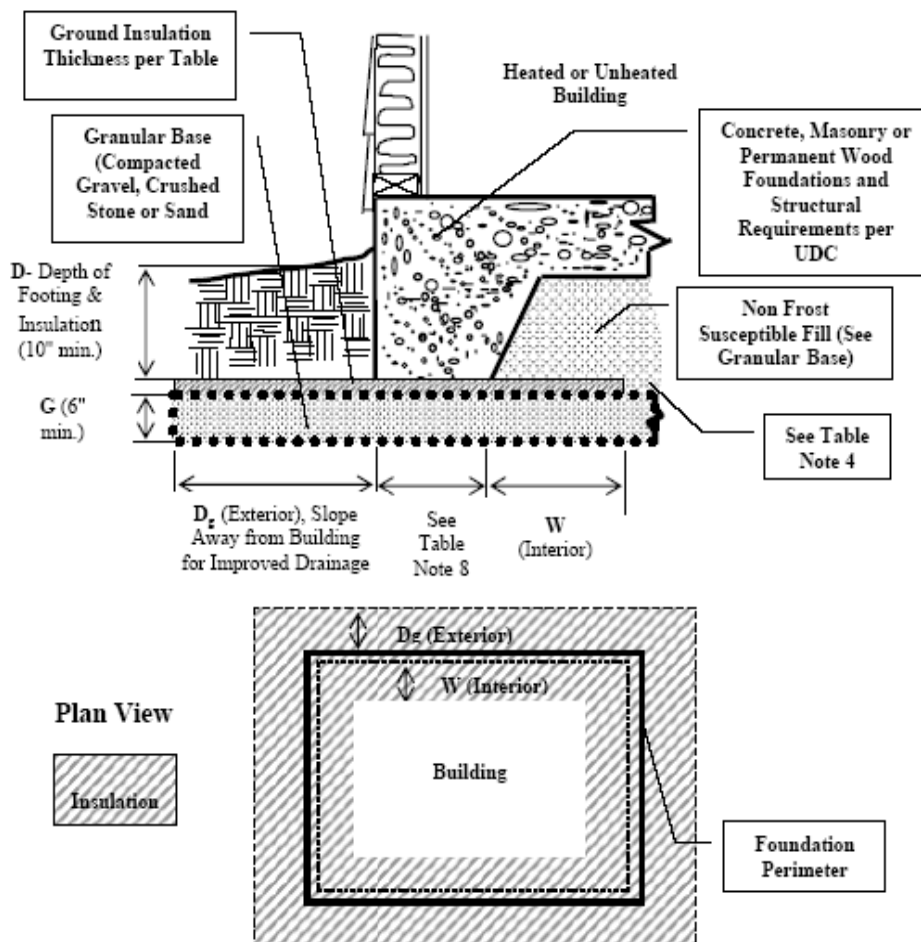 Ground Insulation
Thickness per Table
Heated or Unheated
Building
Granular Base
(Compacted
Gravel, Crushed
Stone or Sand
Concrete, Masonry or
Permanent Wood
Foundations and
Structural
Requirements per
UDC
D- Depth of
Footing &
Insulation
(10" min.)
Non Frost
Susceptible Fill (See
Granular Base)
G (6"
min.)
See Table
Note 4
Dg (Exterior), Slope
Away from Building
for Improved Drainage
See
Table
Note 8
W
(Interior)
Dg (Exterior)
W (Interior)
Plan View
Building
Insulation
Foundation
Perimeter